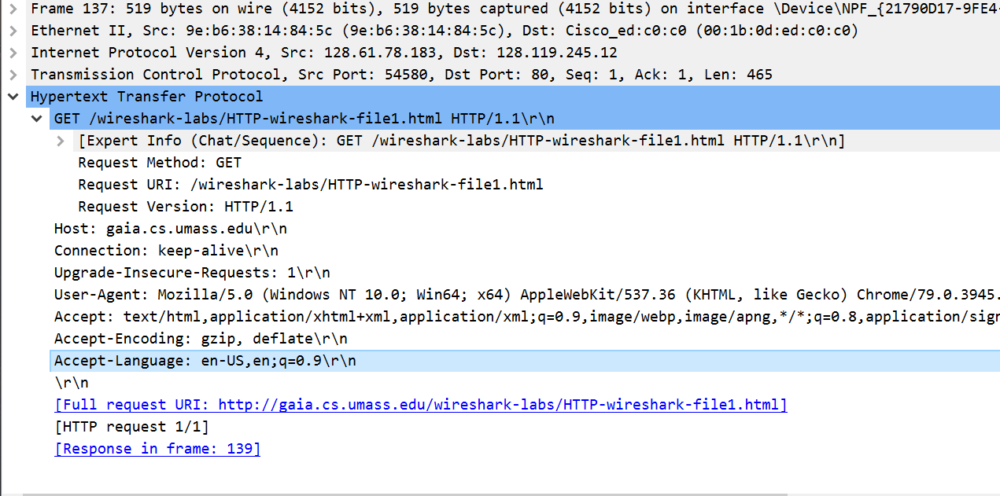 Frame 137: 519 bytes on wire (4152 bits), 519 bytes captured (4152 bits) on interface \Device\NPF_{21790D17-9FE4-
Ethernet II, Src: 9e:b6:38:14:84:5c (9e:b6:38:14:84:5c), Dst: Cisco_ed:c0:c0 (00:1b:0d:ed:c0:c0)
Internet Protocol Version 4, Src: 128.61.78.183, Dst: 128.119.245.12
Transmission Control Protocol, Src Port: 54580, Dst Port: 80, Seq: 1, Ack: 1, Len: 465
Hypertext Transfer Protocol
GET /wireshark-labs/HTTP-wireshark-file1.html HTTP/1.1\r\n
[Expert Info (Chat/Sequence): GET /wireshark-labs/HTTP-wireshark-file1.html HTTP/1.1\r\n]
Request Method: GET
Request URI: /wireshark-labs/HTTP-wireshark-file1.html
Request Version: HTTP/1.1
Host: gaia.cs.umass.edu\r\n
Connection: keep-alive\r\n
Upgrade-Insecure-Requests: 1\r\n
User-Agent: Mozilla/5.0 (Windows NT 10.0; Win64; x64) AppleWebKit/537.36 (KHTML, like Gecko) Chrome/79.0.3945.
Accept: text/html,application/xhtml+xml,application/xml;q=0.9,image/webp,image/apng,*/*;q=0.8,application/sign
Accept-Encoding: gzip, deflate\r\n
Accept-Language: en-US,en;q=0.9\r\n
\r\n
[Full request URI: http://gaia.cs.umass.edu/wireshark-labs/HTTP-wireshark-file1.html]
[HTTP request 1/1]
[Response in frame: 139]